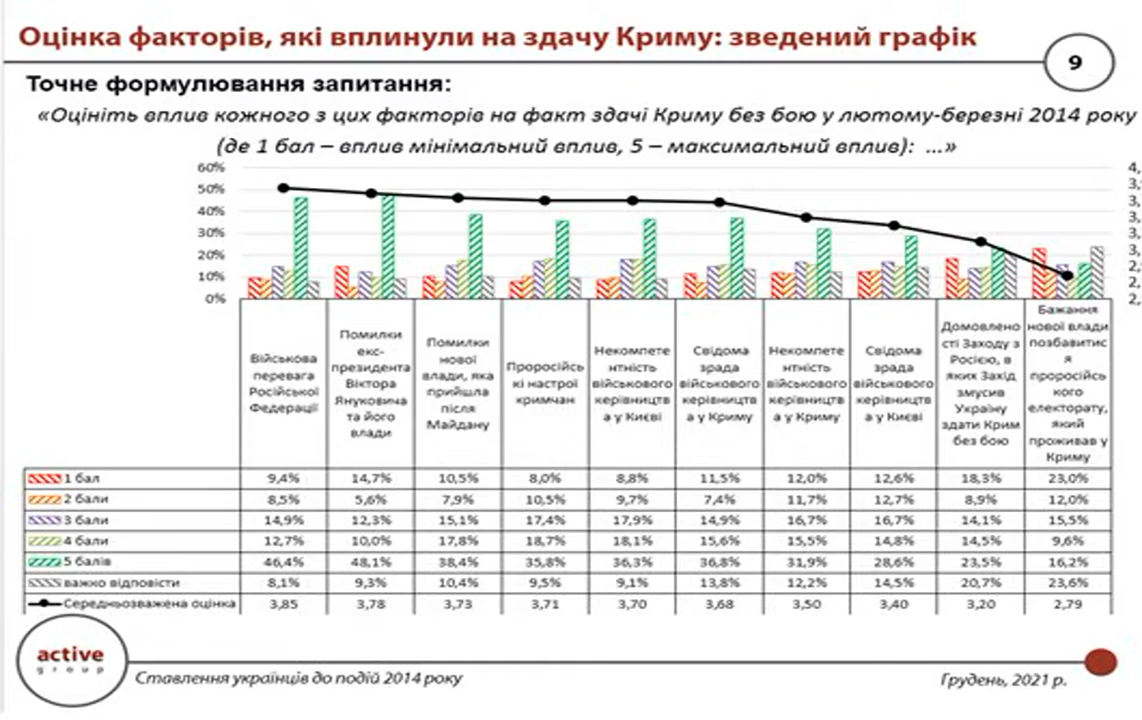 Оцінка факторів, які вплинули на здачу Криму: зведений графік
9
Точне формулювання запитання:
«Оцініть вплив кожного з цих факторів на факт здачі Криму без бою у лютому-березні 2014 року
(де 1 бал – вплив мінімальний вплив, 5 – максимальний вплив): ...»
60%
50%
40%
30%
20%
10%
0%
4,
3,
3,
3,
3,
2,
2,
2,
Військова
перевага
Російської
Федерації
Помилки
екс-
президента
Віктора
Януковича
та його
влади
Помилки
нової
влади, яка
прийшла
після
Майдану
Проросійсь
кі настрої
кримчан
Некомпете
нтність
військового
керівництв
а у Києві
Свідома
зрада
військового
керівництв
а у Криму
Некомпете
нтність
військового
керівництв
а у Криму
Свідома
зрада
військового
керівництв
а у Києві
Домовлено
сті Заходу з
Росією, в
яких Захід
змусив
Україну
здати Крим
без бою
Бажання
нової влади
позбавитис
я
проросійсь
кого
електорату,
який
проживав у
Криму
1 бал 9,4% 14,7% 10,5% 8,0% 8,8% 11,5% 12,0% 12,6% 18,3% 23,0%
2 бали 8,5% 5,6% 7,9% 10,5% 9,7% 7,4% 11,7% 12,7% 8,9% 12,0%
3 бали 14,9% 12,3% 15,1% 17,4% 17,9% 14,9% 16,7% 16,7% 14,1% 15,5%
4 бали 12,7% 10,0% 17,8% 18,7% 18,1% 15,6% 15,5% 14,8% 14,5% 9,6%
5 балів 46,4% 48,1% 38,4% 35,8% 36,3% 36,8% 31,9% 28,6% 23,5% 16,2%
важко відповісти 8,1% 9,3% 10,4% 9,5% 9,1% 13,8% 12,2% 14,5% 20,7% 23,6%
Середньозважена оцінка 3,85 3,78 3,73 3,71 3,70 3,68 3,50 3,40 3,20 2,79
active
group
Ставлення українців до подій 2014 року
Грудень, 2021 р.